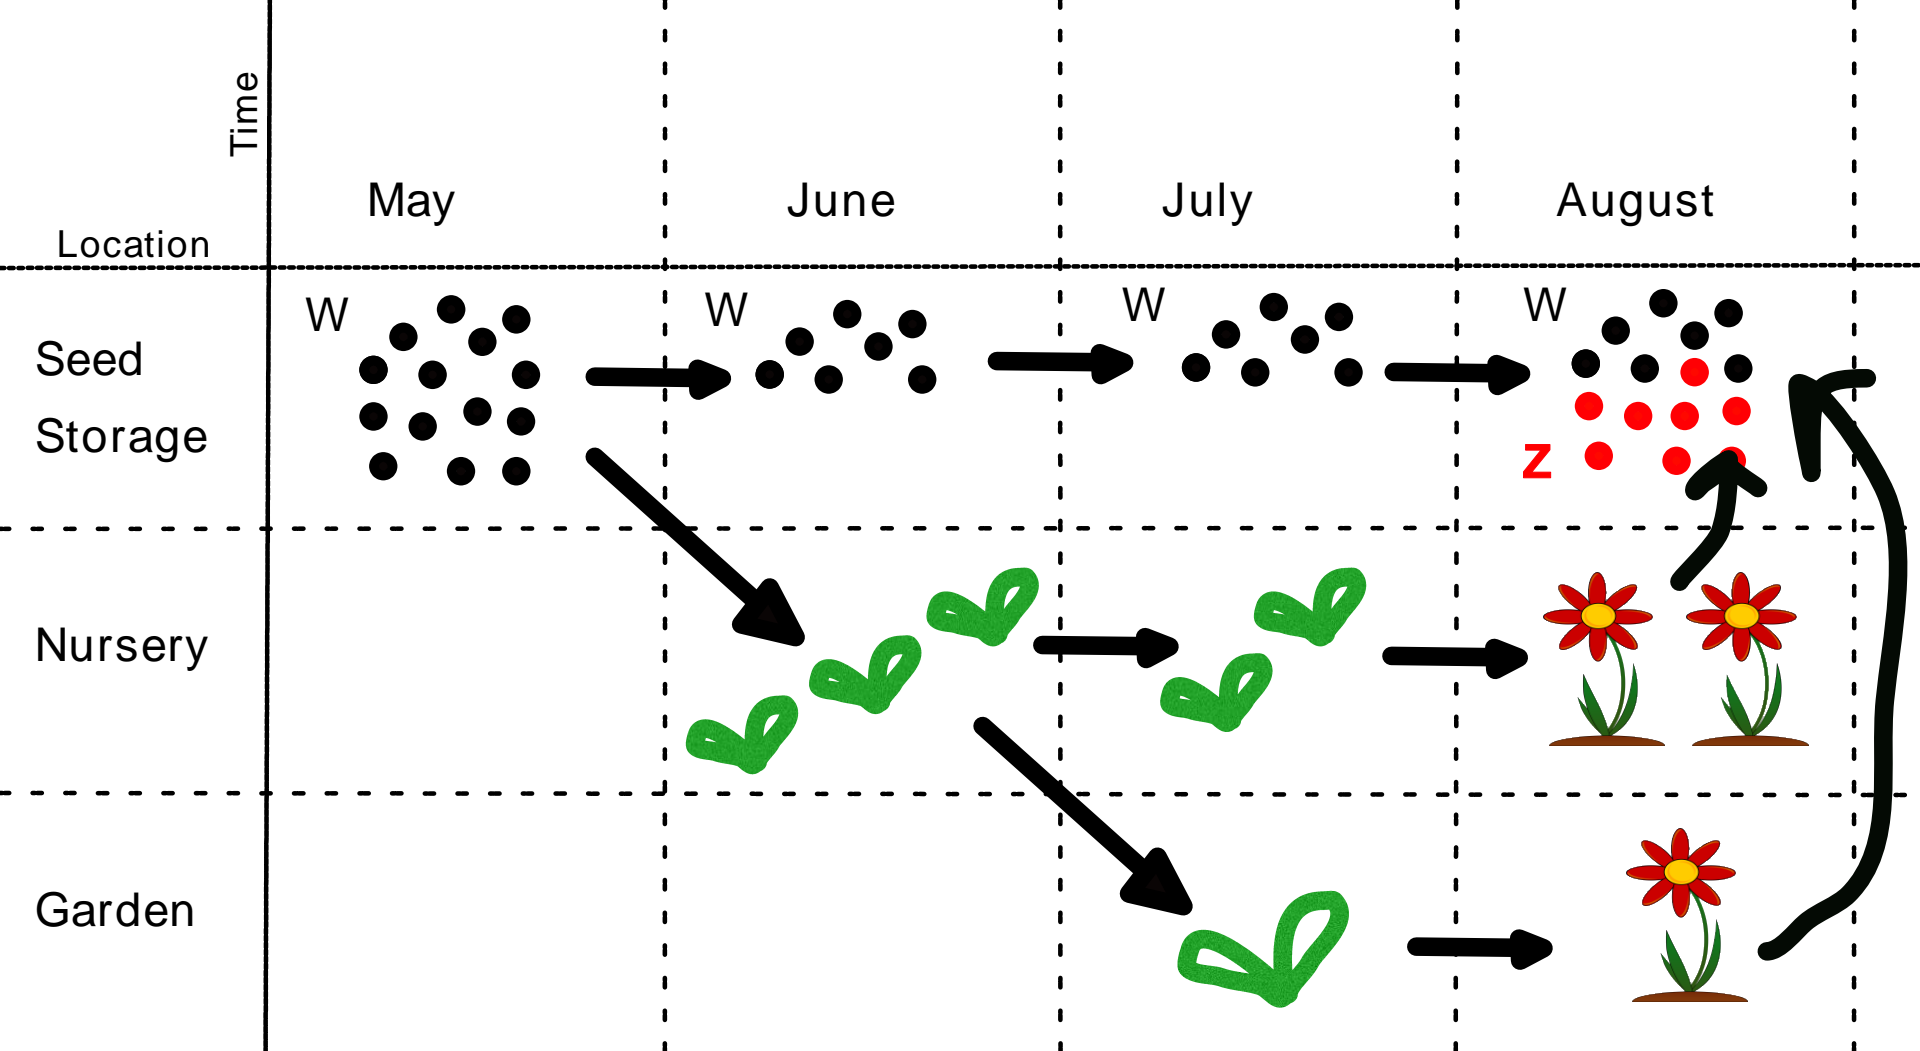 Time
May
June
July
August
Location
W
W
W
W
Seed
Storage
z
Nursery
Garden